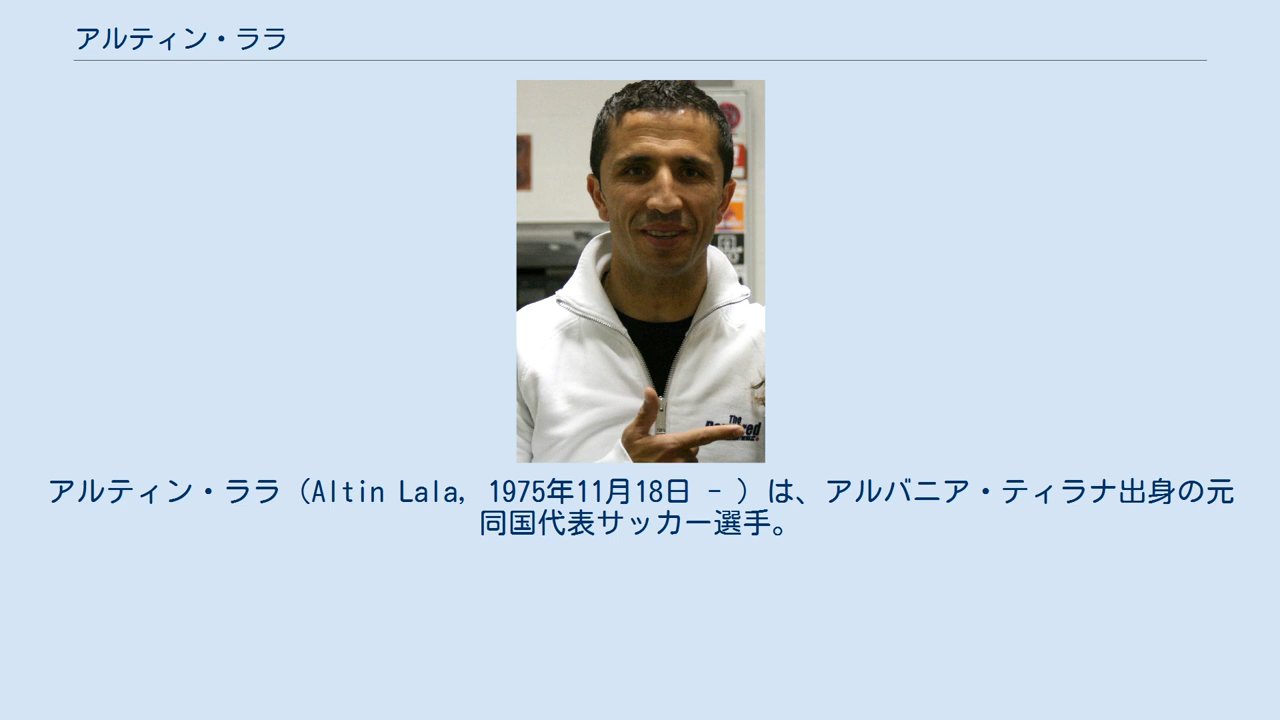 アルティン・ララ
The
アルティン・ララ（Altin Lala, 1975年11月18日 - ）は、アルバニア・ティラナ出身の元
同国代表サッカー選手。